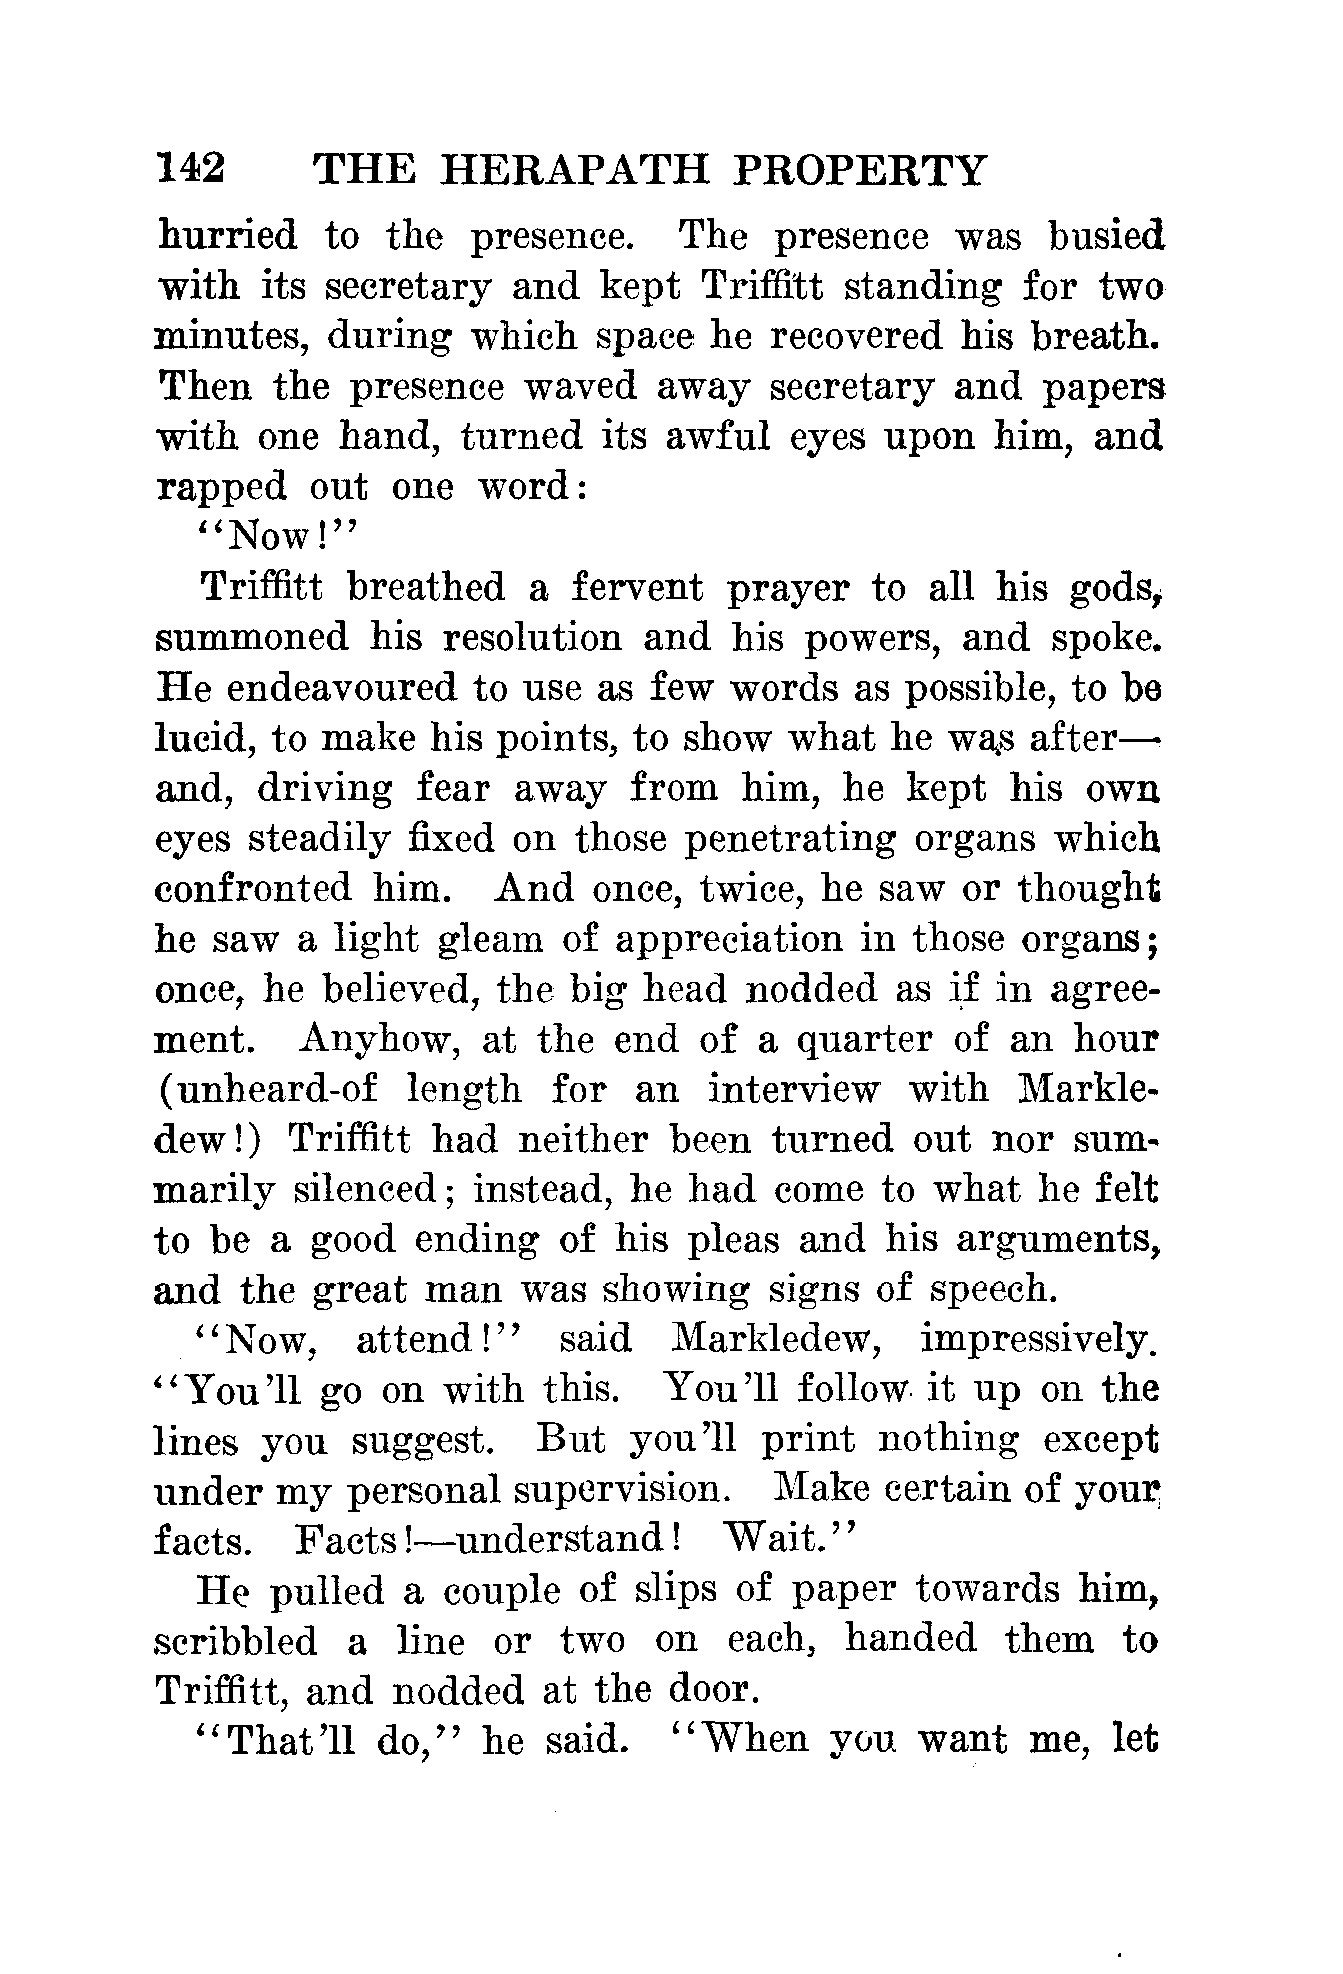 142 THE HERAPATH PROPERTY
hurried to the presence. The presence was busied
with its secretary and kept Triffitt standing for two
minutes, during which space he recovered his breath.
Then the presence waved away secretary and papers
with one hand, turned its awful eyes upon him, and
rapped out one word:
"Now!"
Triffitt breathed a fervent prayer to all his gods,
summoned his resolution and his powers, and spoke.
He endeavoured to use as few words as possible, to be
lucid, to make his points, to show what he was after—
and, driving fear away from him, he kept his own
eyes steadily fixed on those penetrating organs which
confronted him. And once, twice, he saw or thought
he saw a light gleam of appreciation in those organs;
once, he believed, the big head nodded as if in agree-
ment. Anyhow, at the end of a quarter of an hour
(unheard-of length for an interview with Markle-
dew!) Triffitt had neither been turned out nor sum-
marily silenced; instead, he had come to what he felt
to be a good ending of his pleas and his arguments,
and the great man was showing signs of speech.
"Now, attend!" said Markledew, impressively.
"You'll go on with this. You'll follow it up on the
lines you suggest. But you'll print nothing except
under my personal supervision. Make certain of your
facts. Facts!—understand! Wait."
He pulled a couple of slips of paper towards him,
scribbled a line or two on each, handed them to
Triffitt, and nodded at the door.
"That'll do," he said. "When you want me, let